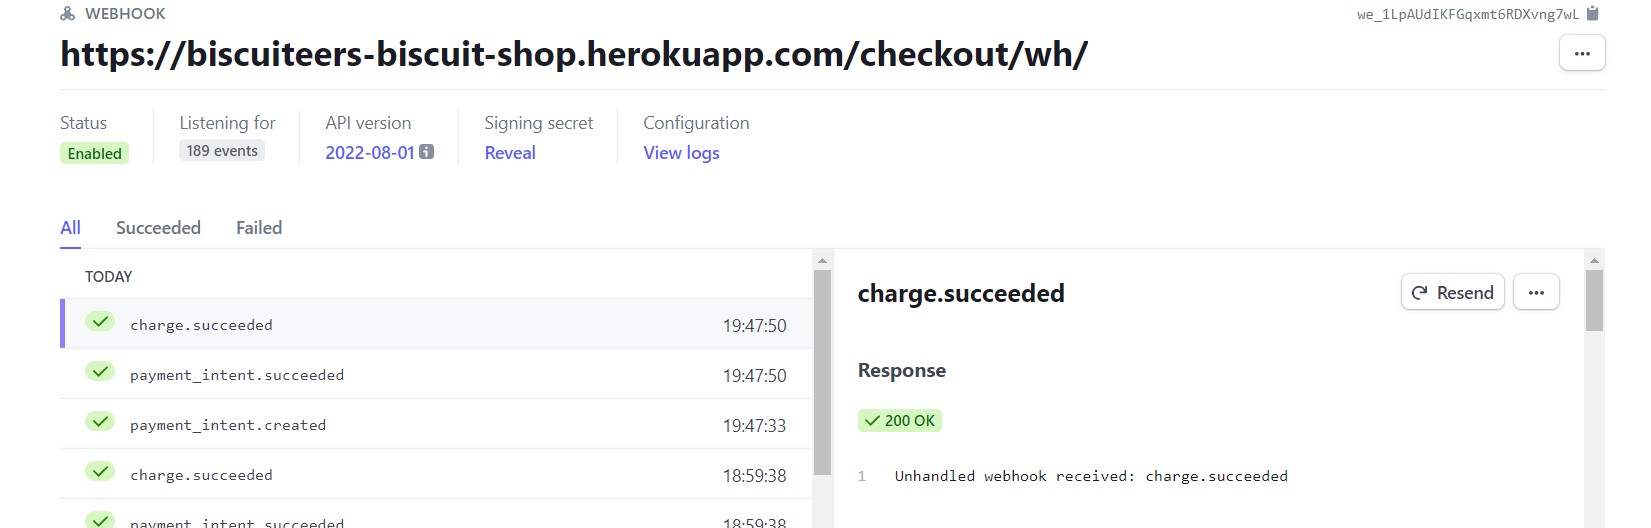 WEBHOOK
we_1LpAUdIKFGqxmt6RDXvng7wL
https://biscuiteers-biscuit-shop.herokuapp.com/checkout/wh/
Status
Listening for
API version
Signing secret
Configuration
Enabled
189 events
2022-08-01
Reveal
View logs
All
Succeeded
Failed
TODAY
charge.succeeded 19:47:50
payment_intent.succeeded 19:47:50
payment_intent.created 19:47:33
charge.succeeded 18:59:38
payment_intent.succeeded 18:59:38
charge.succeeded
Resend
Response
200 OK
1 Unhandled webhook received: charge.succeeded